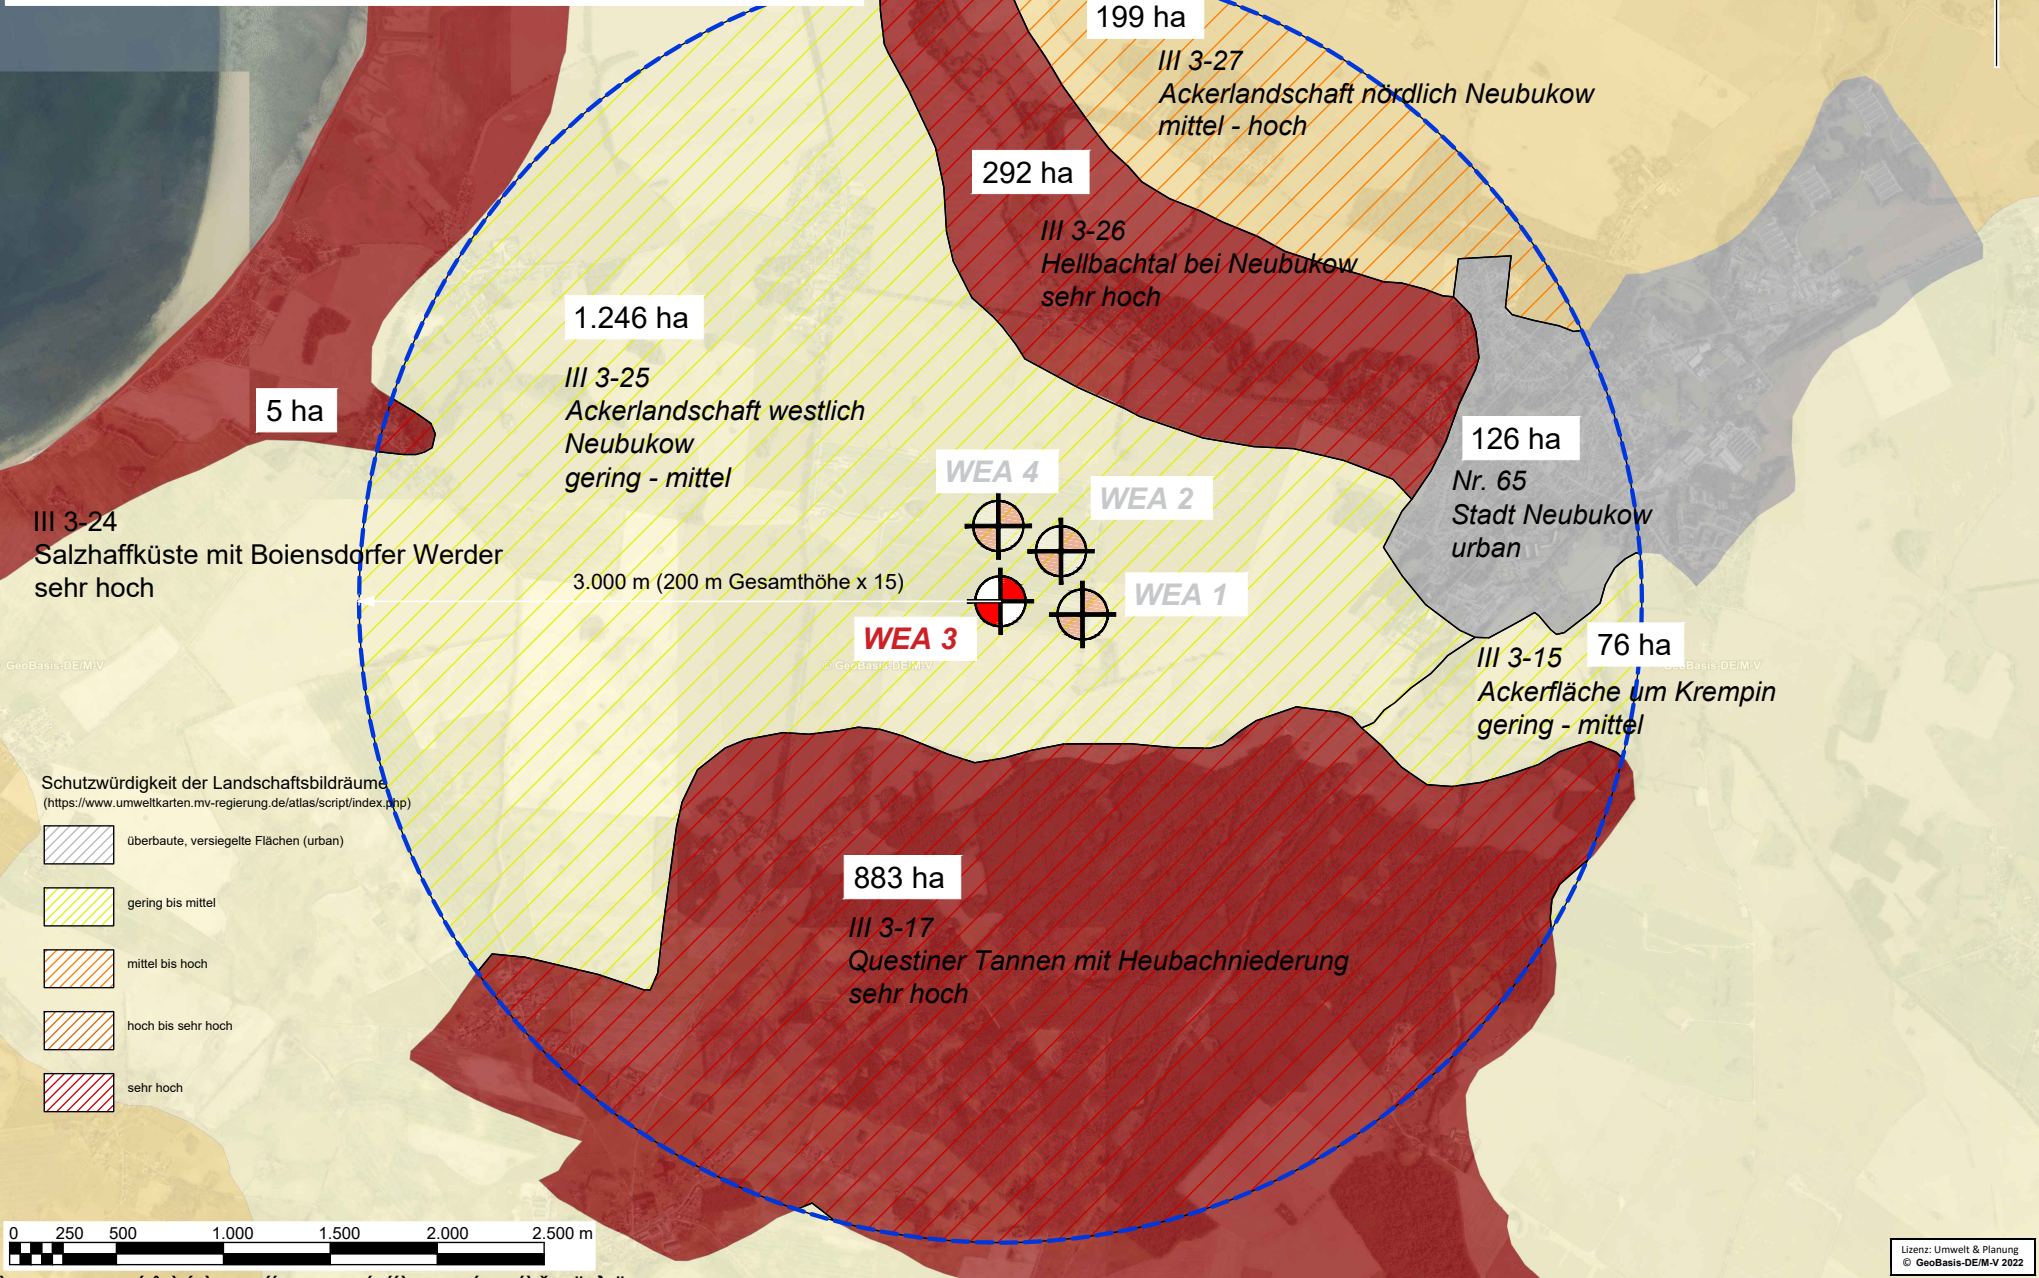 199 ha
III 3-27
Ackerlandschaft nördlich Neubukow
mittel - hoch
292 ha
III 3-26
Hellbachtal bei Neubukow
sehr hoch
1.246 ha
III 3-25
Ackerlandschaft westlich
Neubukow
gering - mittel
5 ha
126 ha
Nr. 65
Stadt Neubukow
urban
WEA 4
WEA 2
III 3-24
Salzhaffküste mit Boiensdorfer Werder
sehr hoch
3.000 m (200 m Gesamthöhe x 15)
WEA 1
WEA 3
76 ha
III 3-15
Ackerfläche um Krempin
gering - mittel
GeoBasis-DE/M-V
GeoBasis-DE/M-V
GeoBasis-DE/M-V
Schutzwürdigkeit der Landschaftsbildräume
(https://www.umweltkarten.mv-regierung.de/atlas/script/index.php)
überbaute, versiegelte Flächen (urban)
gering bis mittel
mittel bis hoch
hoch bis sehr hoch
sehr hoch
883 ha
III 3-17
Questiner Tannen mit Heubachniederung
sehr hoch
0 250 500 1.000 1.500 2.000 2.500 m
Lizenz: Umwelt & Planung
© GeoBasis-DE/M-V 2022